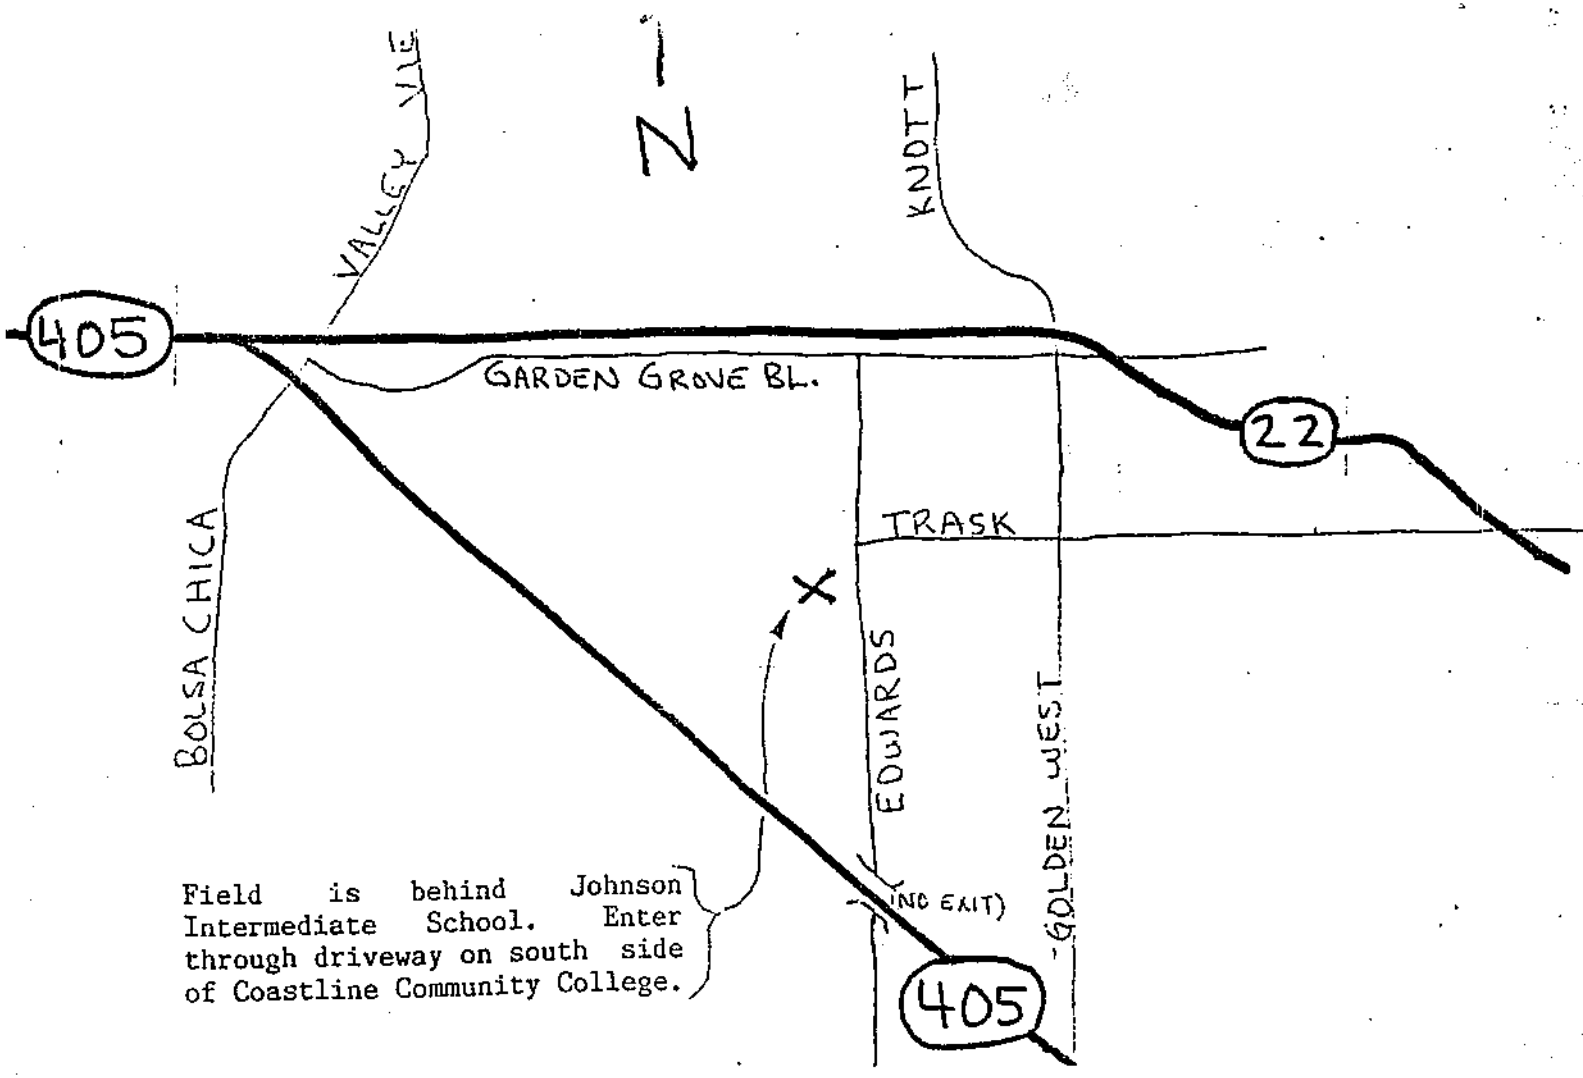 VALLEY VIE
N
KNOTT
405
GARDEN GROVE BL.
22
TRASK
BOLSA CHICA
EDWARDS
GOLDEN WEST
Field is behind Johnson
Intermediate School. Enter
through driveway on south side
of Coastline Community College.
X
(NO EXIT)
405